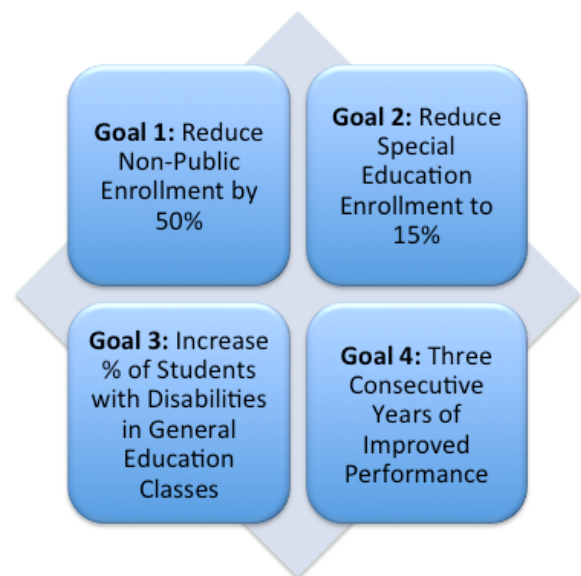 Goal 1: Reduce
Non-Public
Enrollment by
50%
Goal 2: Reduce
Special
Education
Enrollment to
15%
Goal 3: Increase
% of Students
with Disabilities
in General
Education
Classes
Goal 4: Three
Consecutive
Years of
Improved
Performance